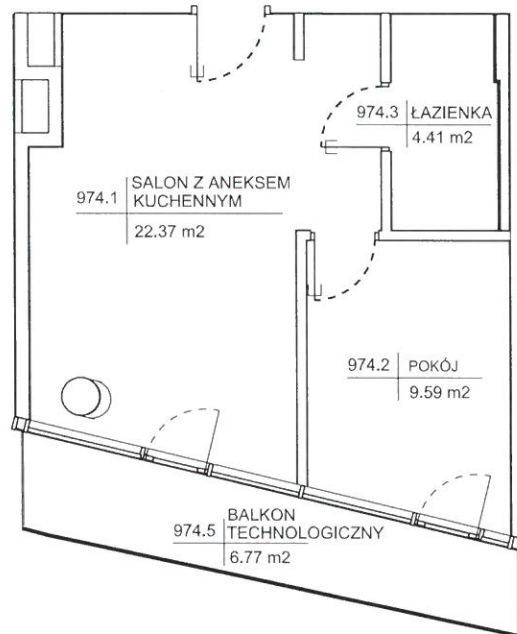 974.3 ŁAZIENKA
4.41 m2
974.1 SALON Z ANEKSEM
KUCHENNYM
22.37 m2
974.2 POKÓJ
9.59 m2
974.5 BALKON
TECHNOLOGICZNY
6.77 m2